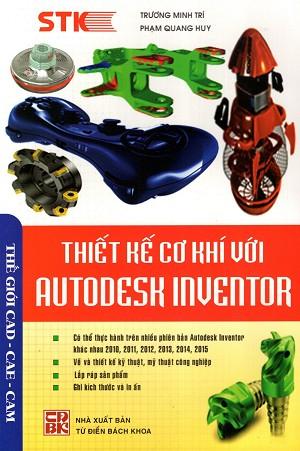 STK
TRƯƠNG MINH TRÍ
PHẠM QUANG HUY
THẾ GIỚI CAD - CAE - CAM
THIẾT KẾ CƠ KHÍ VỚI
AUTODESK INVENTOR
Có thể thực hành trên nhiều phiên bản Autodesk Inventor
khác nhau 2010, 2011, 2012, 2013, 2014, 2015
Vẽ và thiết kế kỹ thuật, mỹ thuật công nghiệp
Lắp ráp sản phẩm
Ghi kích thước và in ấn
NHÀ XUẤT BẢN
TỪ ĐIỂN BÁCH KHOA